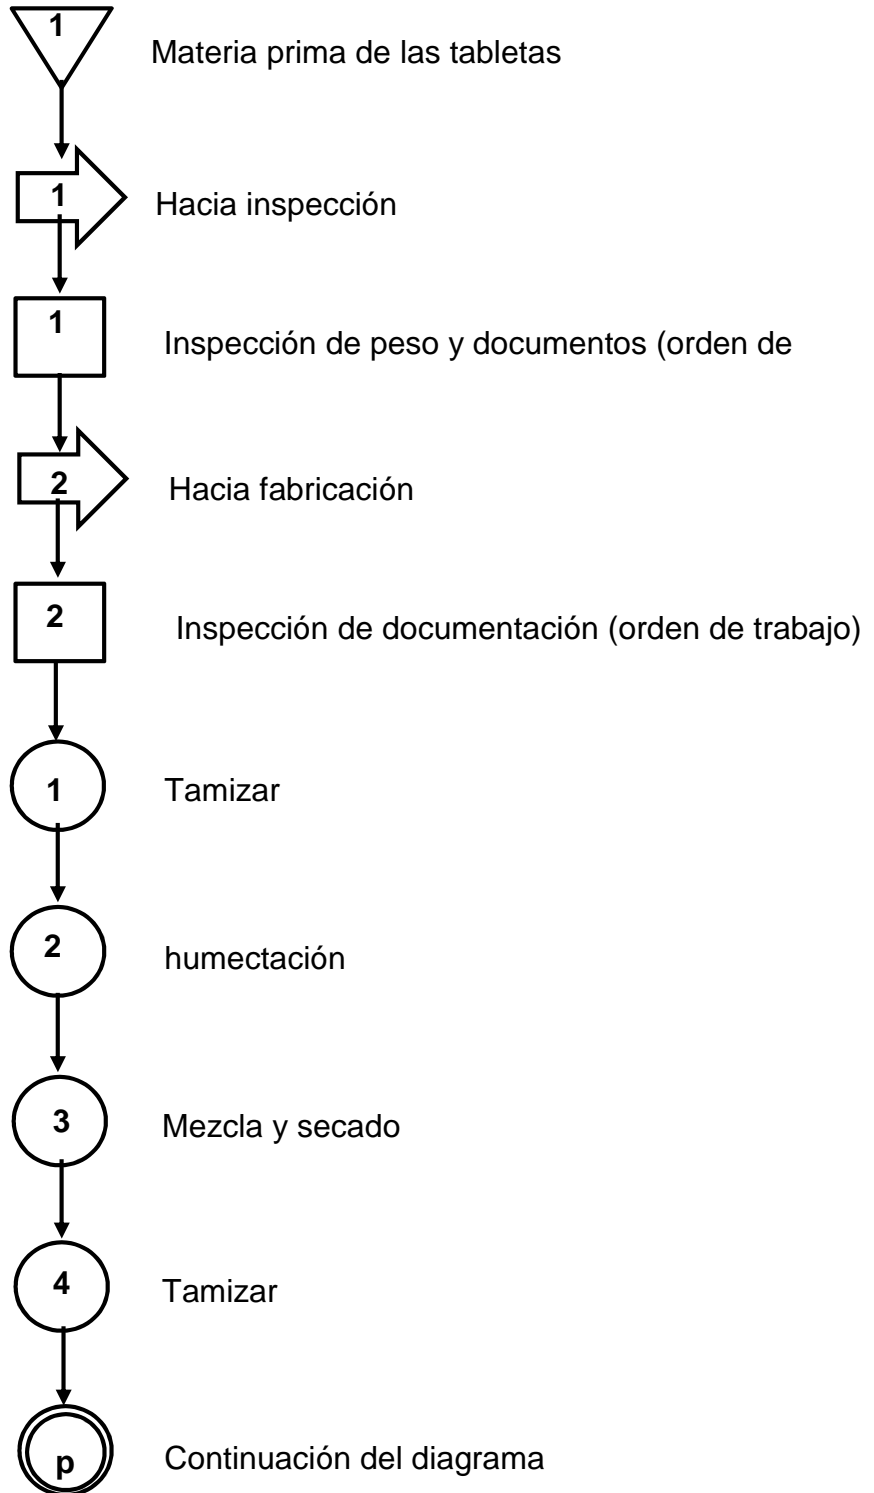 1
Materia prima de las tabletas
1
Hacia inspección
1
Inspección de peso y documentos (orden de
2
Hacia fabricación
2
Inspección de documentación (orden de trabajo)
1
Tamizar
2
humectación
3
Mezcla y secado
4
Tamizar
p
Continuación del diagrama